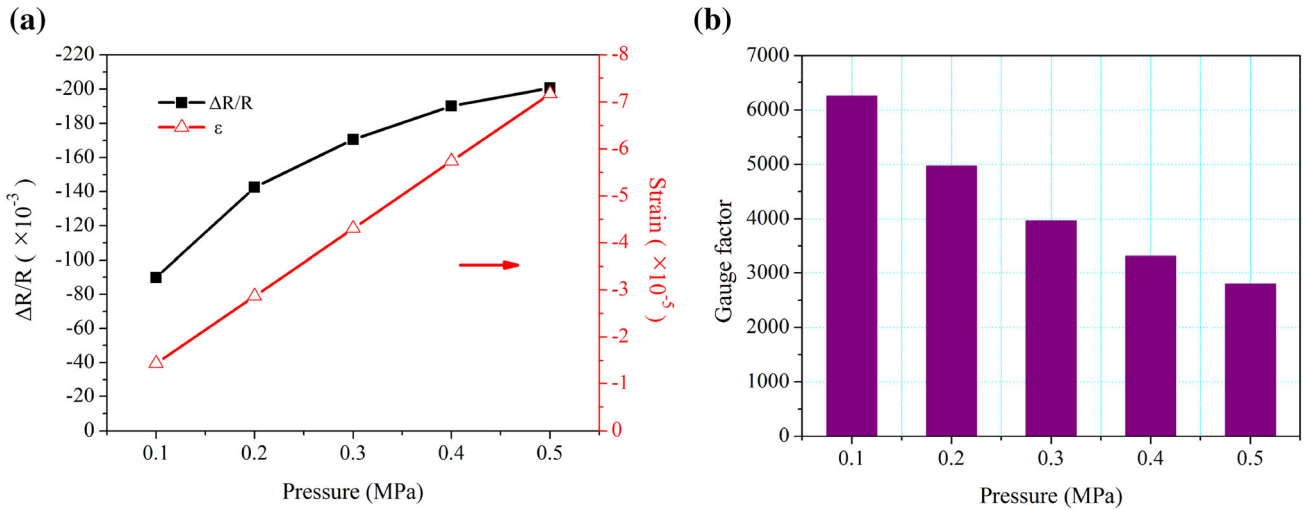 (a)
-220
-200
-180
-160
-140
-120
-100
-80
-60
-40
-20
0
ΔR/R ( ×10⁻³ )
ΔR/R
ε
0.1 0.2 0.3 0.4 0.5
Pressure (MPa)
-8
-7
-6
-5
-4
-3
-2
-1
0
Strain ( ×10⁻⁵ )
(b)
7000
6000
5000
4000
3000
2000
1000
0
Gauge factor
0.1 0.2 0.3 0.4 0.5
Pressure (MPa)